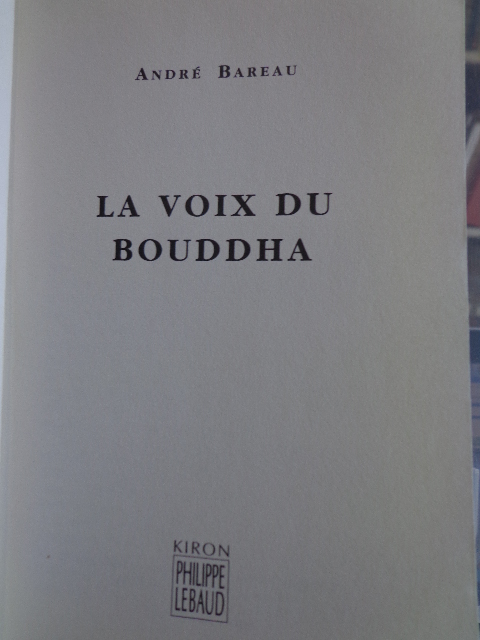 ANDRÉ BAREAU
LA VOIX DU
BOUDDHA
KIRON
PHILIPPE
LEBAUD